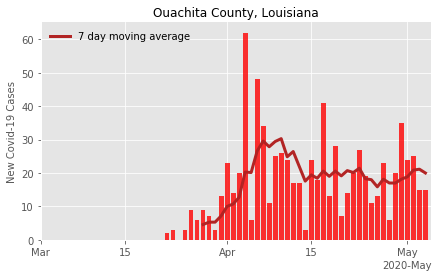 Ouachita County, Louisiana
7 day moving average
New Covid-19 Cases
60
50
40
30
20
10
0
Mar
15
Apr
15
May
2020-May